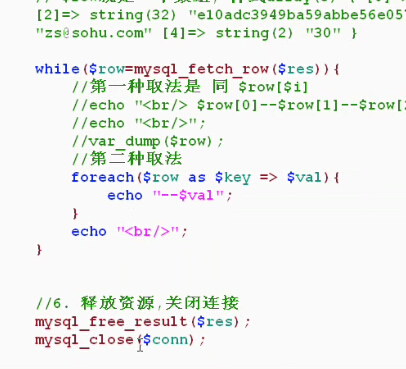 [2]=> string(32) "e10adc3949ba59abbe56e05
"zs@sohu.com" [4]=> string(2) "30" }
while($row=mysql_fetch_row($res)){
//第一种取法是 同 $row[$i]
//echo "<br/> $row[0]--$row[1]--$row[2
//echo "<br/>";
//var_dump($row);
//第二种取法
foreach($row as $key => $val){
echo "--$val";
}
echo "<br/>";
}
//6. 释放资源,关闭连接
mysql_free_result($res);
mysql_close($conn);